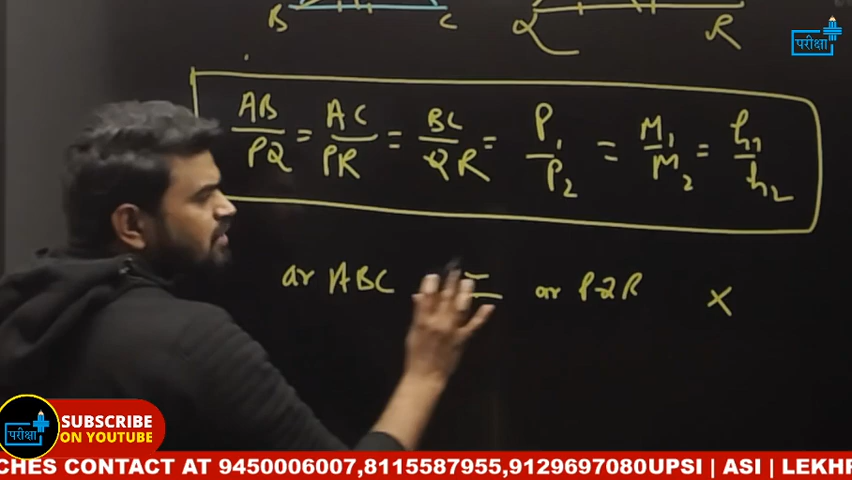 B C Q R
परीक्षा
AB/PQ = AC/PR = BC/QR = P₁/P₂ = M₁/M₂ = h₁/h₂
ar ABC = ar PQR ×
परीक्षा
SUBSCRIBE
ON YOUTUBE
CHES CONTACT AT 9450006007,8115587955,9129697080UPSI | ASI | LEKHP